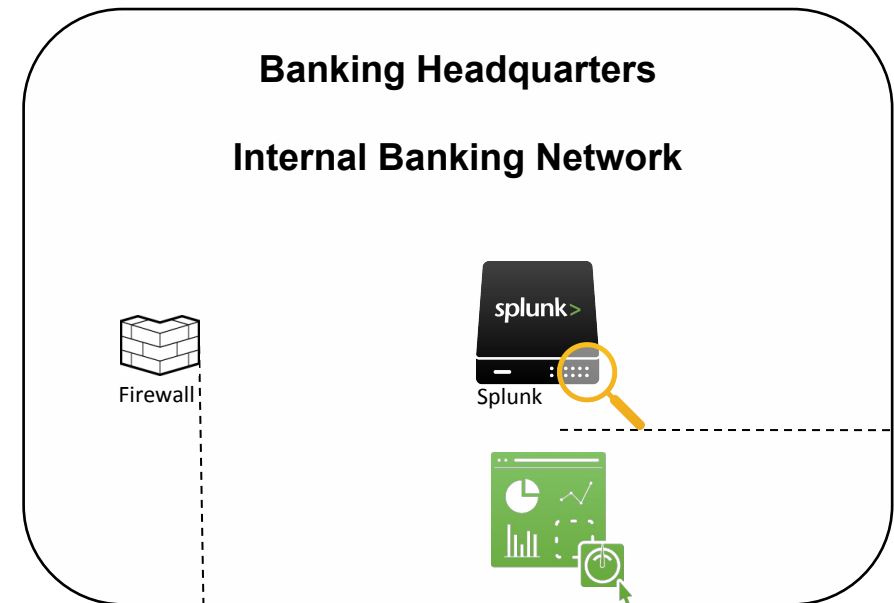 Banking Headquarters
Internal Banking Network
splunk>
Firewall
Splunk